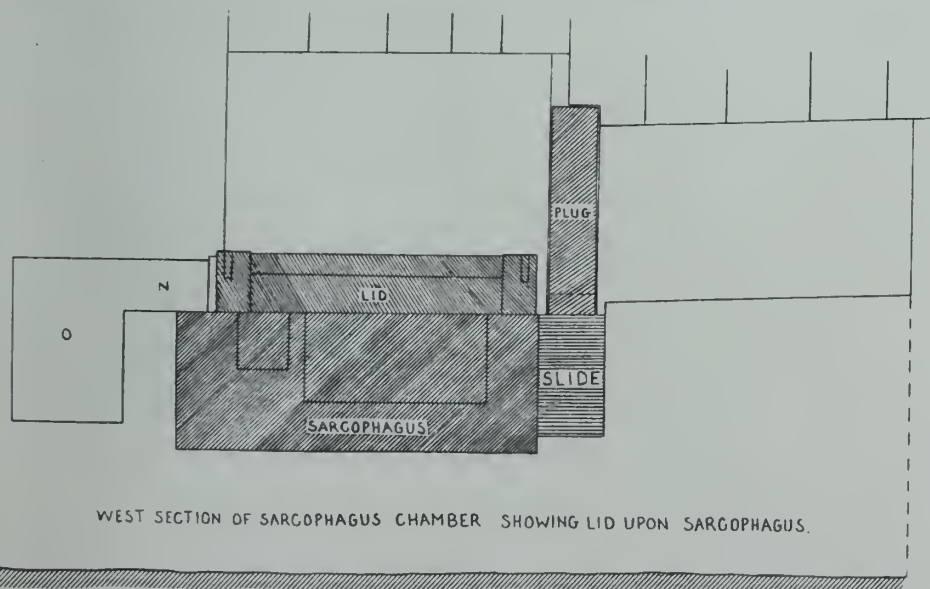 PLUG
N
LID
O
SLIDE
SARCOPHAGUS
WEST SECTION OF SARCOPHAGUS CHAMBER SHOWING LID UPON SARCOPHAGUS.